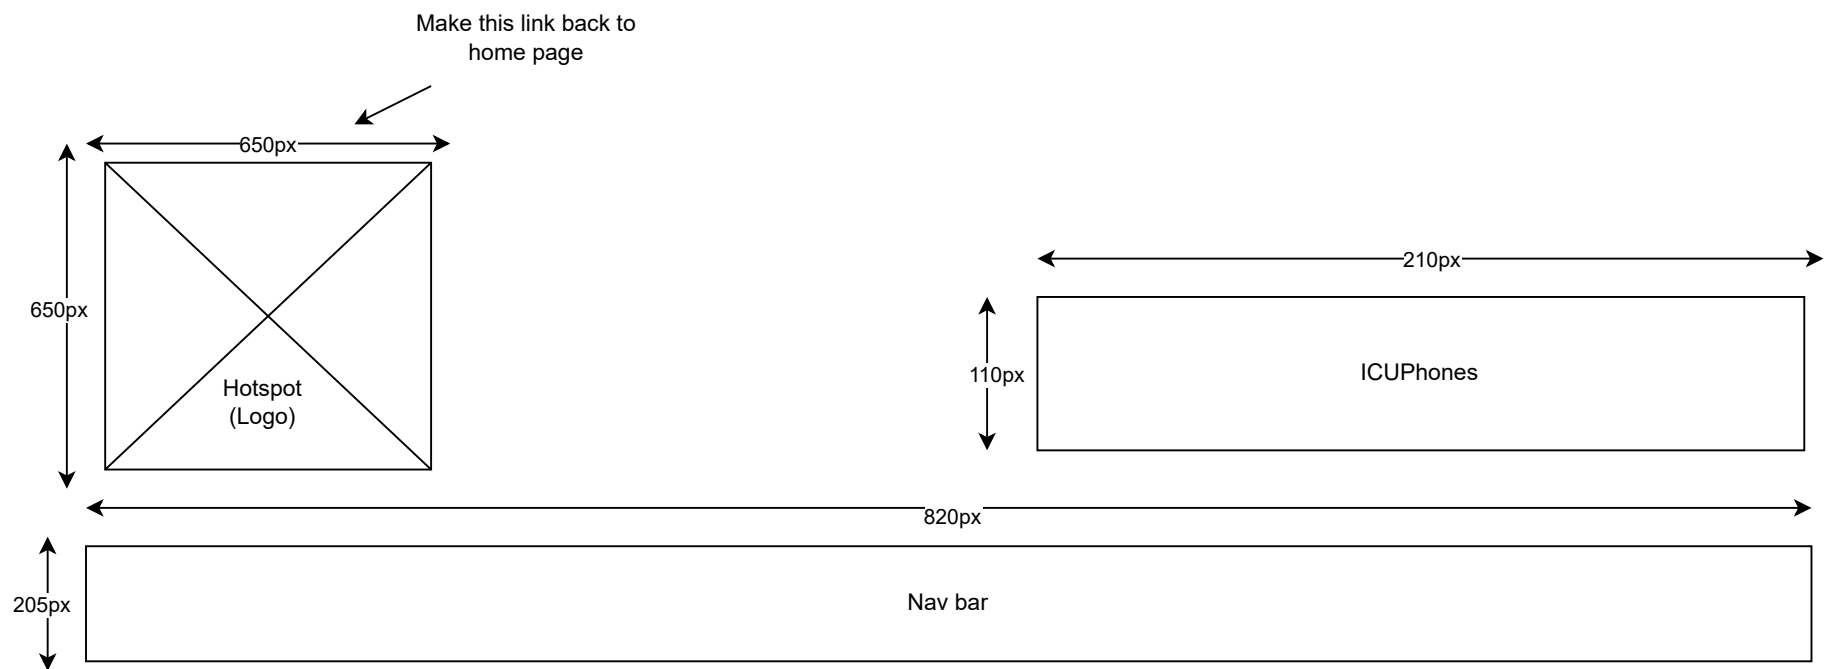 Make this link back to
home page
650px
650px
210px
110px
ICUPhones
Hotspot
(Logo)
820px
205px
Nav bar